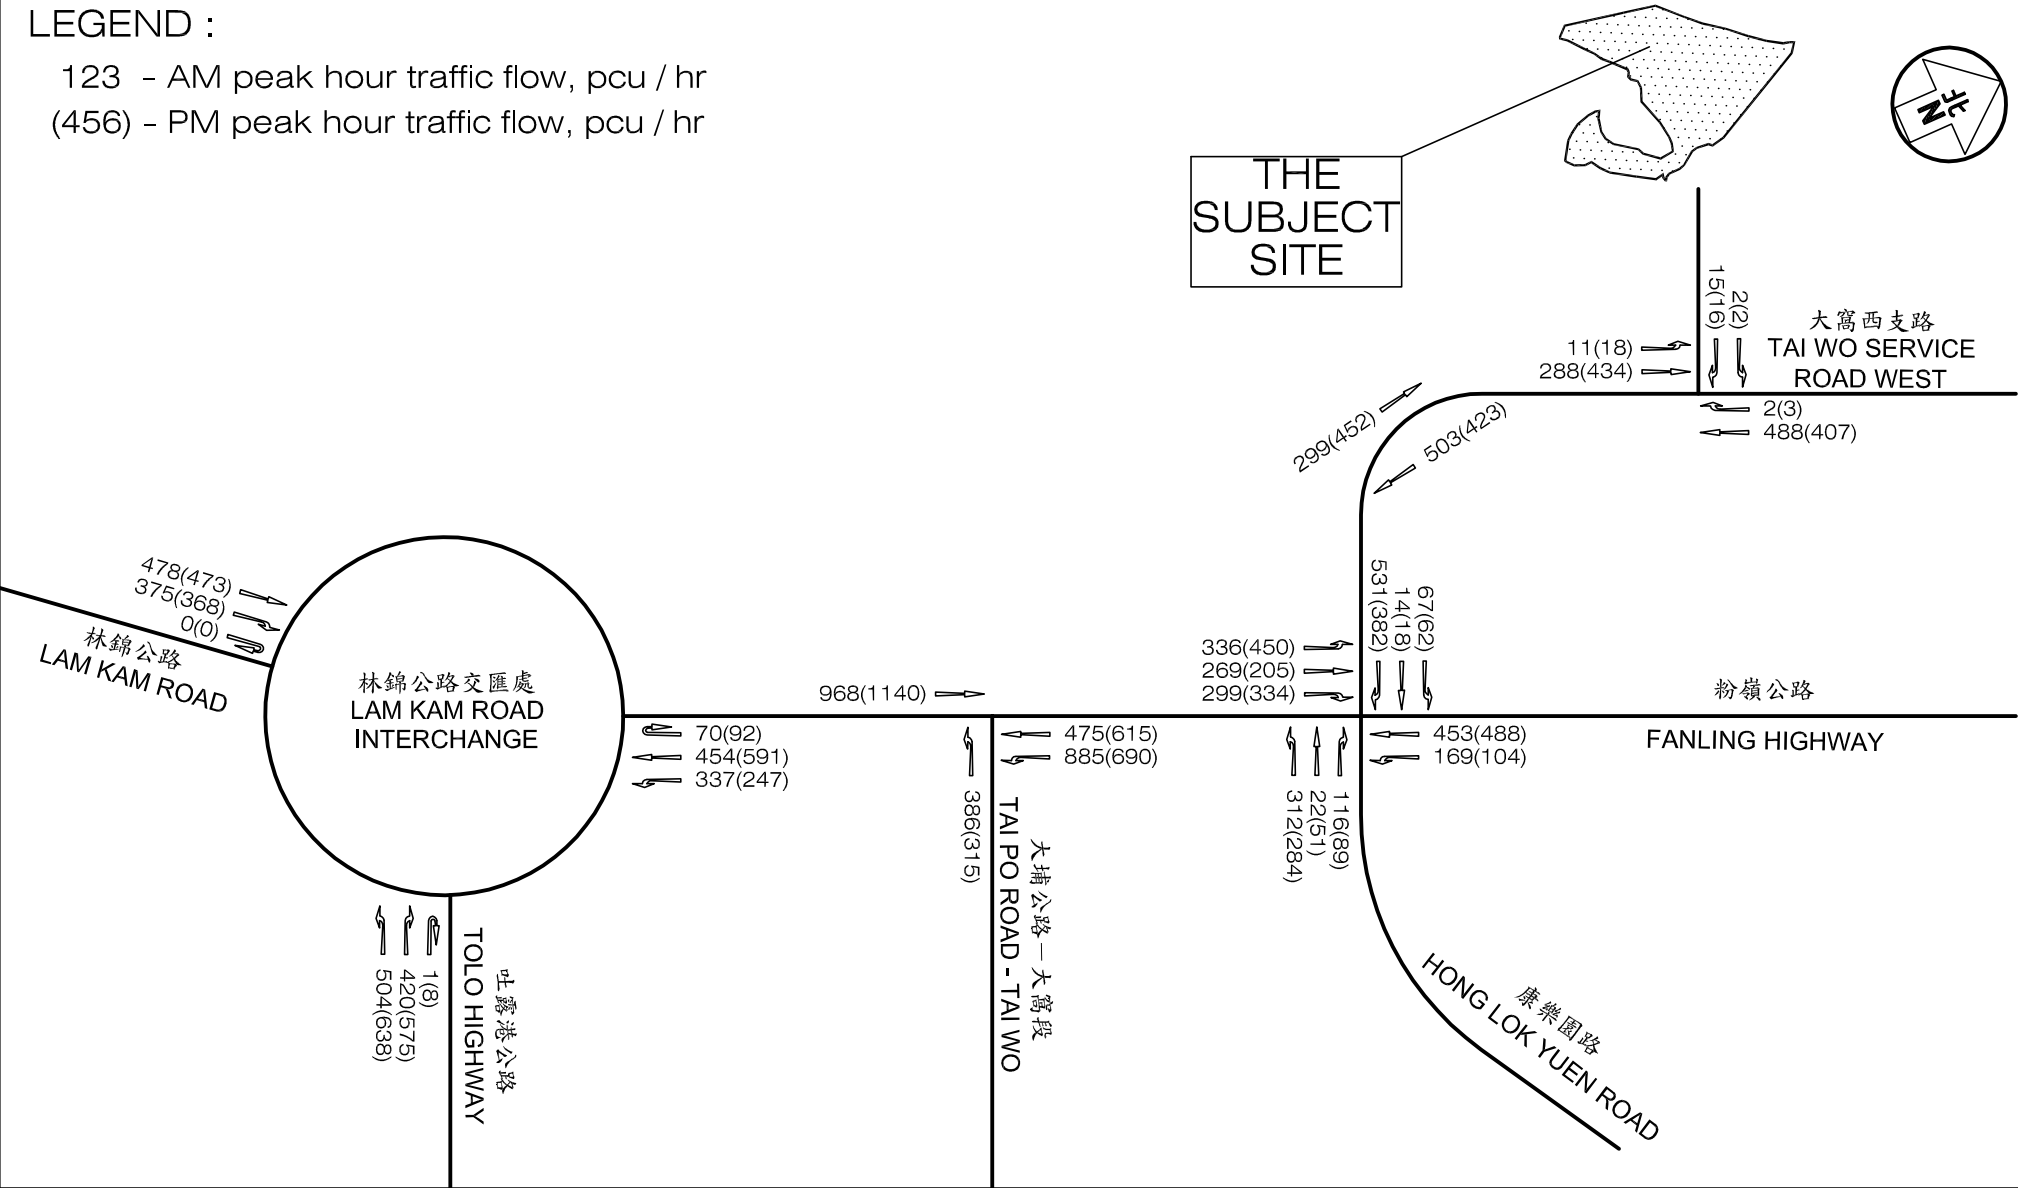 LEGEND :
123 - AM peak hour traffic flow, pcu / hr
(456) - PM peak hour traffic flow, pcu / hr
THE
SUBJECT
SITE
北
N
15(16)
2(2)
大窩西支路
TAI WO SERVICE
ROAD WEST
11(18)
288(434)
2(3)
488(407)
299(452)
503(423)
478(473)
375(368)
0(0)
林錦公路
LAM KAM ROAD
林錦公路交匯處
LAM KAM ROAD
INTERCHANGE
968(1140)
531(382)
14(18)
67(62)
336(450)
269(205)
299(334)
粉嶺公路
FANLING HIGHWAY
70(92)
454(591)
337(247)
475(615)
885(690)
453(488)
169(104)
386(315)
312(284)
22(51)
116(89)
TAI PO ROAD - TAI WO
大埔公路－大窩段
504(638)
420(575)
1(8)
TOLO HIGHWAY
吐露港公路
康樂園路
HONG LOK YUEN ROAD